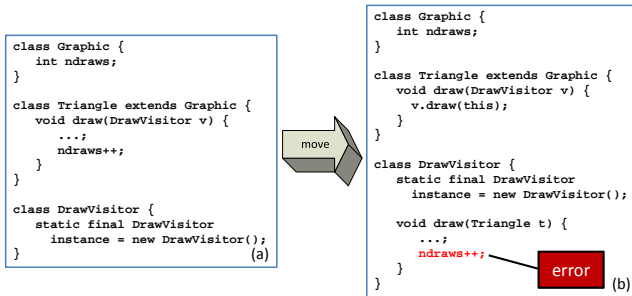 class Graphic {
int ndraws;
}
class Triangle extends Graphic {
void draw(DrawVisitor v) {
...;
ndraws++;
}
}
class DrawVisitor {
static final DrawVisitor
instance = new DrawVisitor();
}
(a)
move
class Graphic {
int ndraws;
}
class Triangle extends Graphic {
void draw(DrawVisitor v) {
v.draw(this);
}
}
class DrawVisitor {
static final DrawVisitor
instance = new DrawVisitor();
void draw(Triangle t) {
...;
ndraws++;
}
}
error
(b)